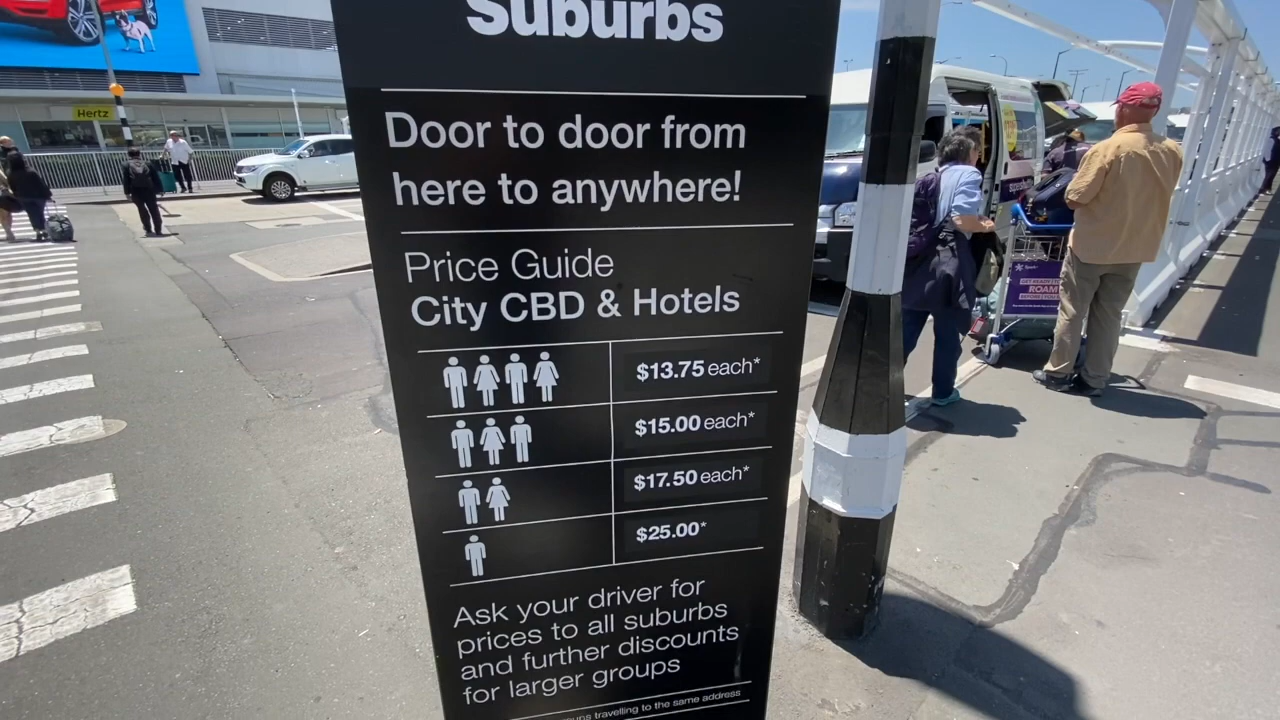 Suburbs
Door to door from
here to anywhere!
Price Guide
City CBD & Hotels
$13.75 each*
$15.00 each*
$17.50 each*
$25.00*
Ask your driver for
prices to all suburbs
and further discounts
for larger groups
travelling to the same address
Hertz
ROAM